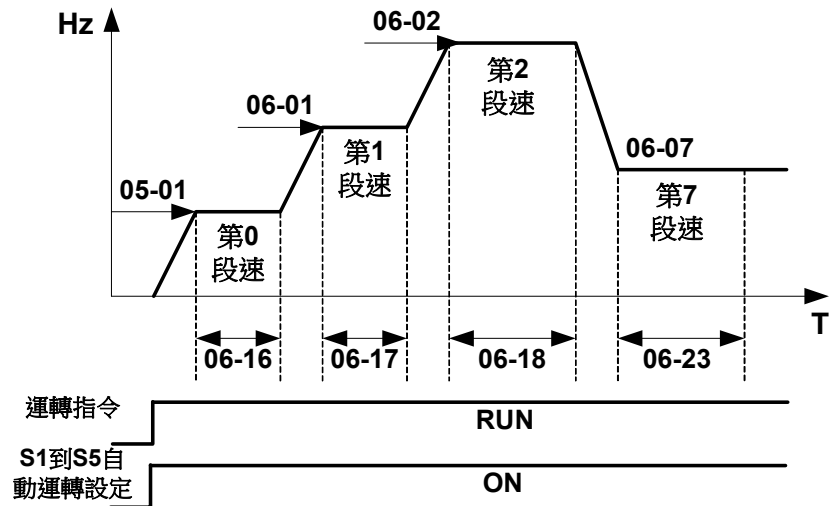 Hz
06-02
第2
段速
06-01
第1
段速
06-07
05-01
第7
段速
第0
段速
T
06-16
06-17
06-18
06-23
運轉指令
RUN
S1到S5自
動運轉設定
ON